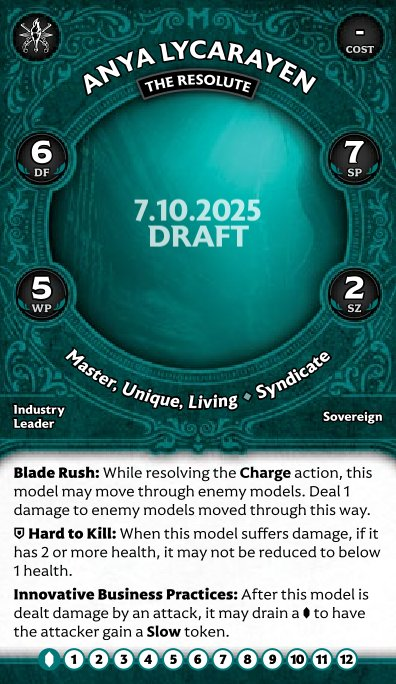 -
COST
ANYA LYCARAYEN
THE RESOLUTE
6
DF
7
SP
7.10.2025
DRAFT
5
WP
2
SZ
Master, Unique, Living ⬥ Syndicate
Industry
Leader
Sovereign
Blade Rush: While resolving the Charge action, this
model may move through enemy models. Deal 1
damage to enemy models moved through this way.
Hard to Kill: When this model suffers damage, if it
has 2 or more health, it may not be reduced to below
1 health.
Innovative Business Practices: After this model is
dealt damage by an attack, it may drain a ⬧ to have
the attacker gain a Slow token.
1 2 3 4 5 6 7 8 9 10 11 12